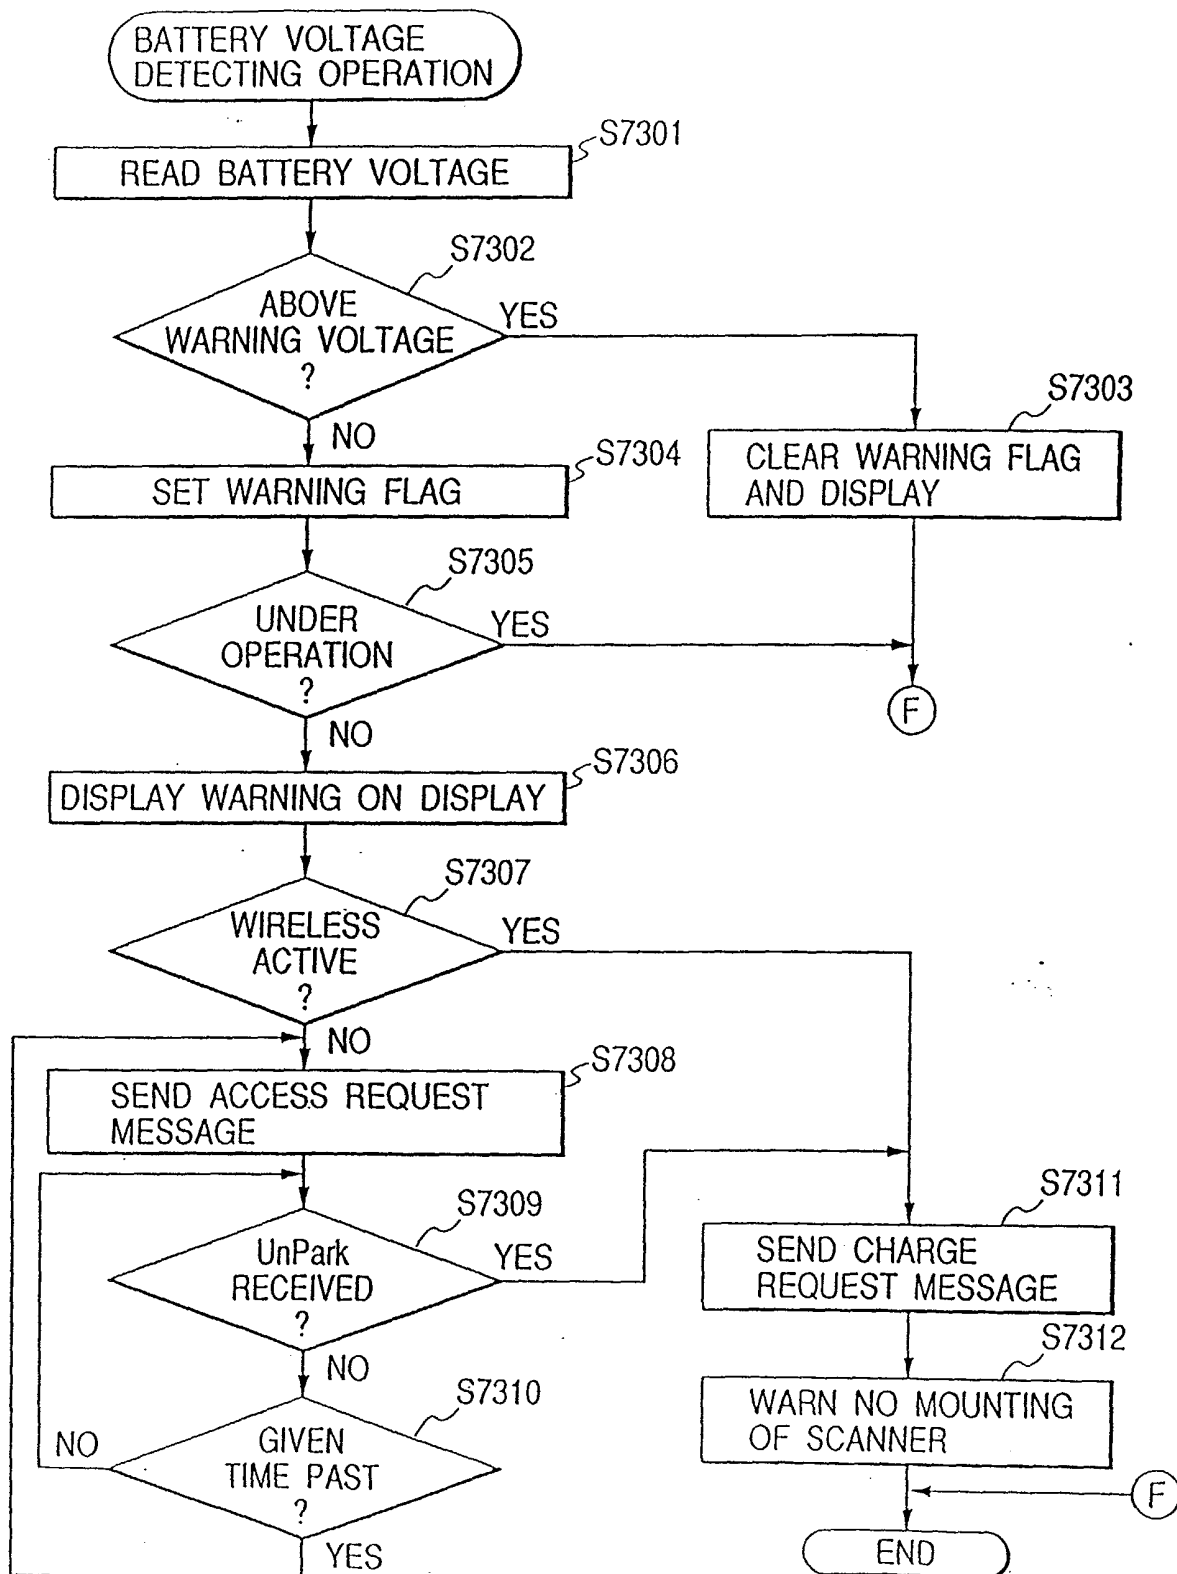 BATTERY VOLTAGE
DETECTING OPERATION
S7301
READ BATTERY VOLTAGE
S7302
ABOVE
WARNING VOLTAGE
?
YES
NO
S7303
CLEAR WARNING FLAG
AND DISPLAY
S7304
SET WARNING FLAG
S7305
UNDER
OPERATION
?
YES
F
NO
S7306
DISPLAY WARNING ON DISPLAY
S7307
WIRELESS
ACTIVE
?
YES
NO
S7308
SEND ACCESS REQUEST
MESSAGE
S7309
UnPark
RECEIVED
?
YES
NO
S7310
GIVEN
TIME PAST
?
NO
YES
S7311
SEND CHARGE
REQUEST MESSAGE
S7312
WARN NO MOUNTING
OF SCANNER
F
END